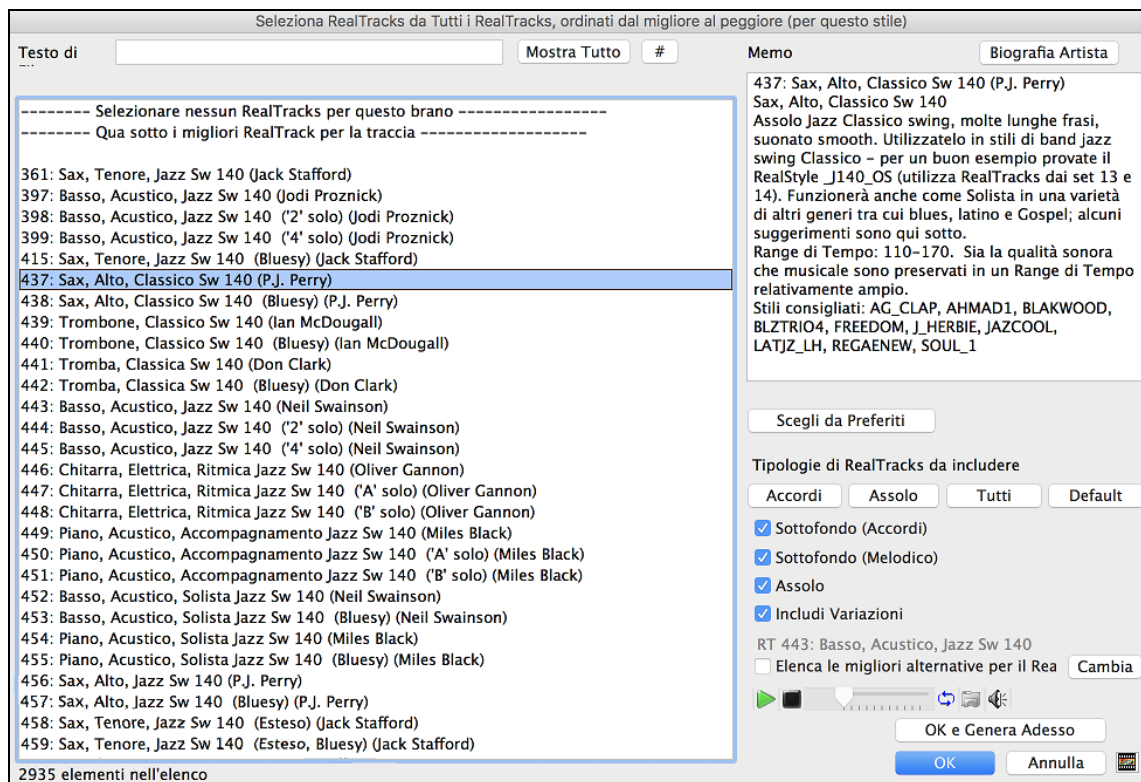 Seleziona RealTracks da Tutti i RealTracks, ordinati dal migliore al peggiore (per questo stile)
Testo di
Mostra Tutto
#
Memo
Biografia Artista
-------- Selezionare nessun RealTracks per questo brano -----------------
-------- Qua sotto i migliori RealTrack per la traccia -------------------
361: Sax, Tenore, Jazz Sw 140 (Jack Stafford)
397: Basso, Acustico, Jazz Sw 140 (Jodi Proznick)
398: Basso, Acustico, Jazz Sw 140 ('2' solo) (Jodi Proznick)
399: Basso, Acustico, Jazz Sw 140 ('4' solo) (Jodi Proznick)
415: Sax, Tenore, Jazz Sw 140 (Bluesy) (Jack Stafford)
437: Sax, Alto, Classico Sw 140 (P.J. Perry)
438: Sax, Alto, Classico Sw 140 (Bluesy) (P.J. Perry)
439: Trombone, Classico Sw 140 (Ian McDougall)
440: Trombone, Classico Sw 140 (Bluesy) (Ian McDougall)
441: Tromba, Classica Sw 140 (Don Clark)
442: Tromba, Classica Sw 140 (Bluesy) (Don Clark)
443: Basso, Acustico, Jazz Sw 140 (Neil Swainson)
444: Basso, Acustico, Jazz Sw 140 ('2' solo) (Neil Swainson)
445: Basso, Acustico, Jazz Sw 140 ('4' solo) (Neil Swainson)
446: Chitarra, Elettrica, Ritmica Jazz Sw 140 (Oliver Gannon)
447: Chitarra, Elettrica, Ritmica Jazz Sw 140 ('A' solo) (Oliver Gannon)
448: Chitarra, Elettrica, Ritmica Jazz Sw 140 ('B' solo) (Oliver Gannon)
449: Piano, Acustico, Accompagnamento Jazz Sw 140 (Miles Black)
450: Piano, Acustico, Accompagnamento Jazz Sw 140 ('A' solo) (Miles Black)
451: Piano, Acustico, Accompagnamento Jazz Sw 140 ('B' solo) (Miles Black)
452: Basso, Acustico, Solista Jazz Sw 140 (Neil Swainson)
453: Basso, Acustico, Solista Jazz Sw 140 (Bluesy) (Neil Swainson)
454: Piano, Acustico, Solista Jazz Sw 140 (Miles Black)
455: Piano, Acustico, Solista Jazz Sw 140 (Bluesy) (Miles Black)
456: Sax, Alto, Jazz Sw 140 (P.J. Perry)
457: Sax, Alto, Jazz Sw 140 (Bluesy) (P.J. Perry)
458: Sax, Tenore, Jazz Sw 140 (Esteso) (Jack Stafford)
459: Sax, Tenore, Jazz Sw 140 (Esteso, Bluesy) (Jack Stafford)
2935 elementi nell'elenco
437: Sax, Alto, Classico Sw 140 (P.J. Perry)
Sax, Alto, Classico Sw 140
Assolo Jazz Classico swing, molte lunghe frasi,
suonato smooth. Utilizzatelo in stili di band jazz
swing Classico – per un buon esempio provate il
RealStyle _J140_OS (utilizza RealTracks dai set 13 e
14). Funzionerà anche come Solista in una varietà
di altri generi tra cui blues, latino e Gospel; alcuni
suggerimenti sono qui sotto.
Range di Tempo: 110-170. Sia la qualità sonora
che musicale sono preservati in un Range di Tempo
relativamente ampio.
Stili consigliati: AG_CLAP, AHMAD1, BLAKWOOD,
BLZTRIO4, FREEDOM, J_HERBIE, JAZCOOL,
LATJZ_LH, REGAENEW, SOUL_1
Scegli da Preferiti
Tipologie di RealTracks da includere
Accordi
Assolo
Tutti
Default
Sottofondo (Accordi)
Sottofondo (Melodico)
Assolo
Includi Variazioni
RT 443: Basso, Acustico, Jazz Sw 140
Elenca le migliori alternative per il Rea
Cambia
OK e Genera Adesso
OK
Annulla